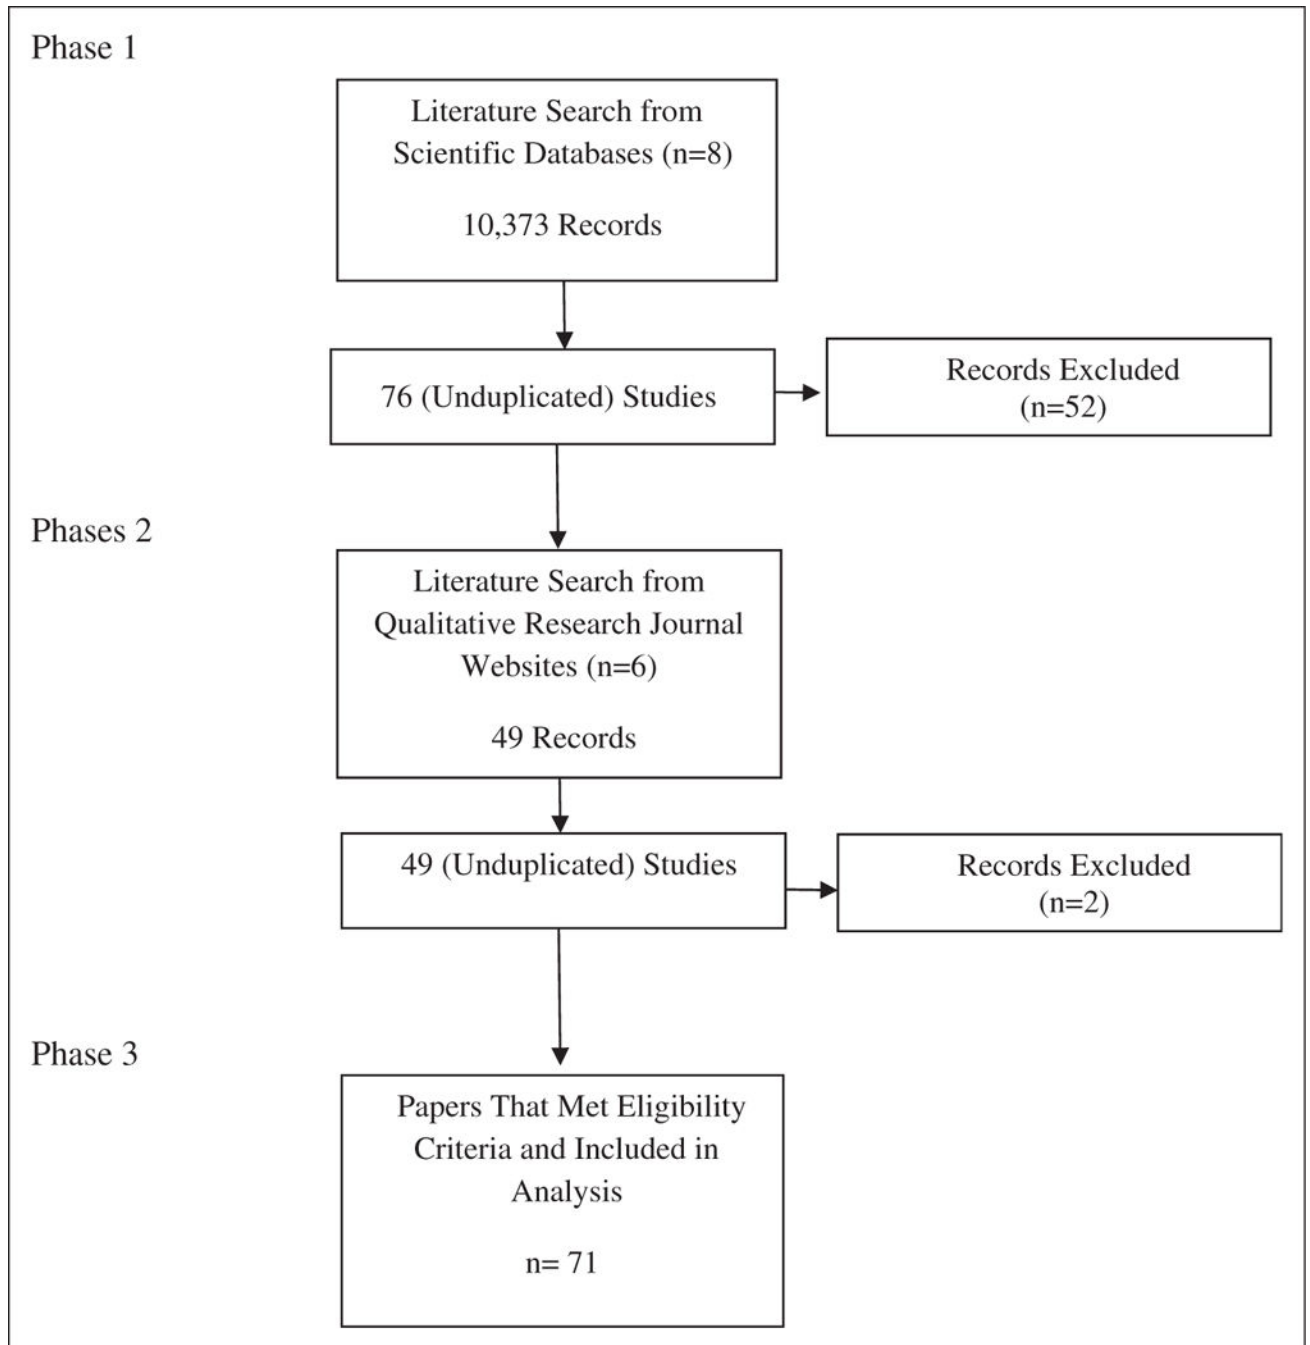 Phase 1
Literature Search from
Scientific Databases (n=8)
10,373 Records
76 (Unduplicated) Studies
Records Excluded
(n=52)
Phases 2
Literature Search from
Qualitative Research Journal
Websites (n=6)
49 Records
49 (Unduplicated) Studies
Records Excluded
(n=2)
Phase 3
Papers That Met Eligibility
Criteria and Included in
Analysis
n= 71